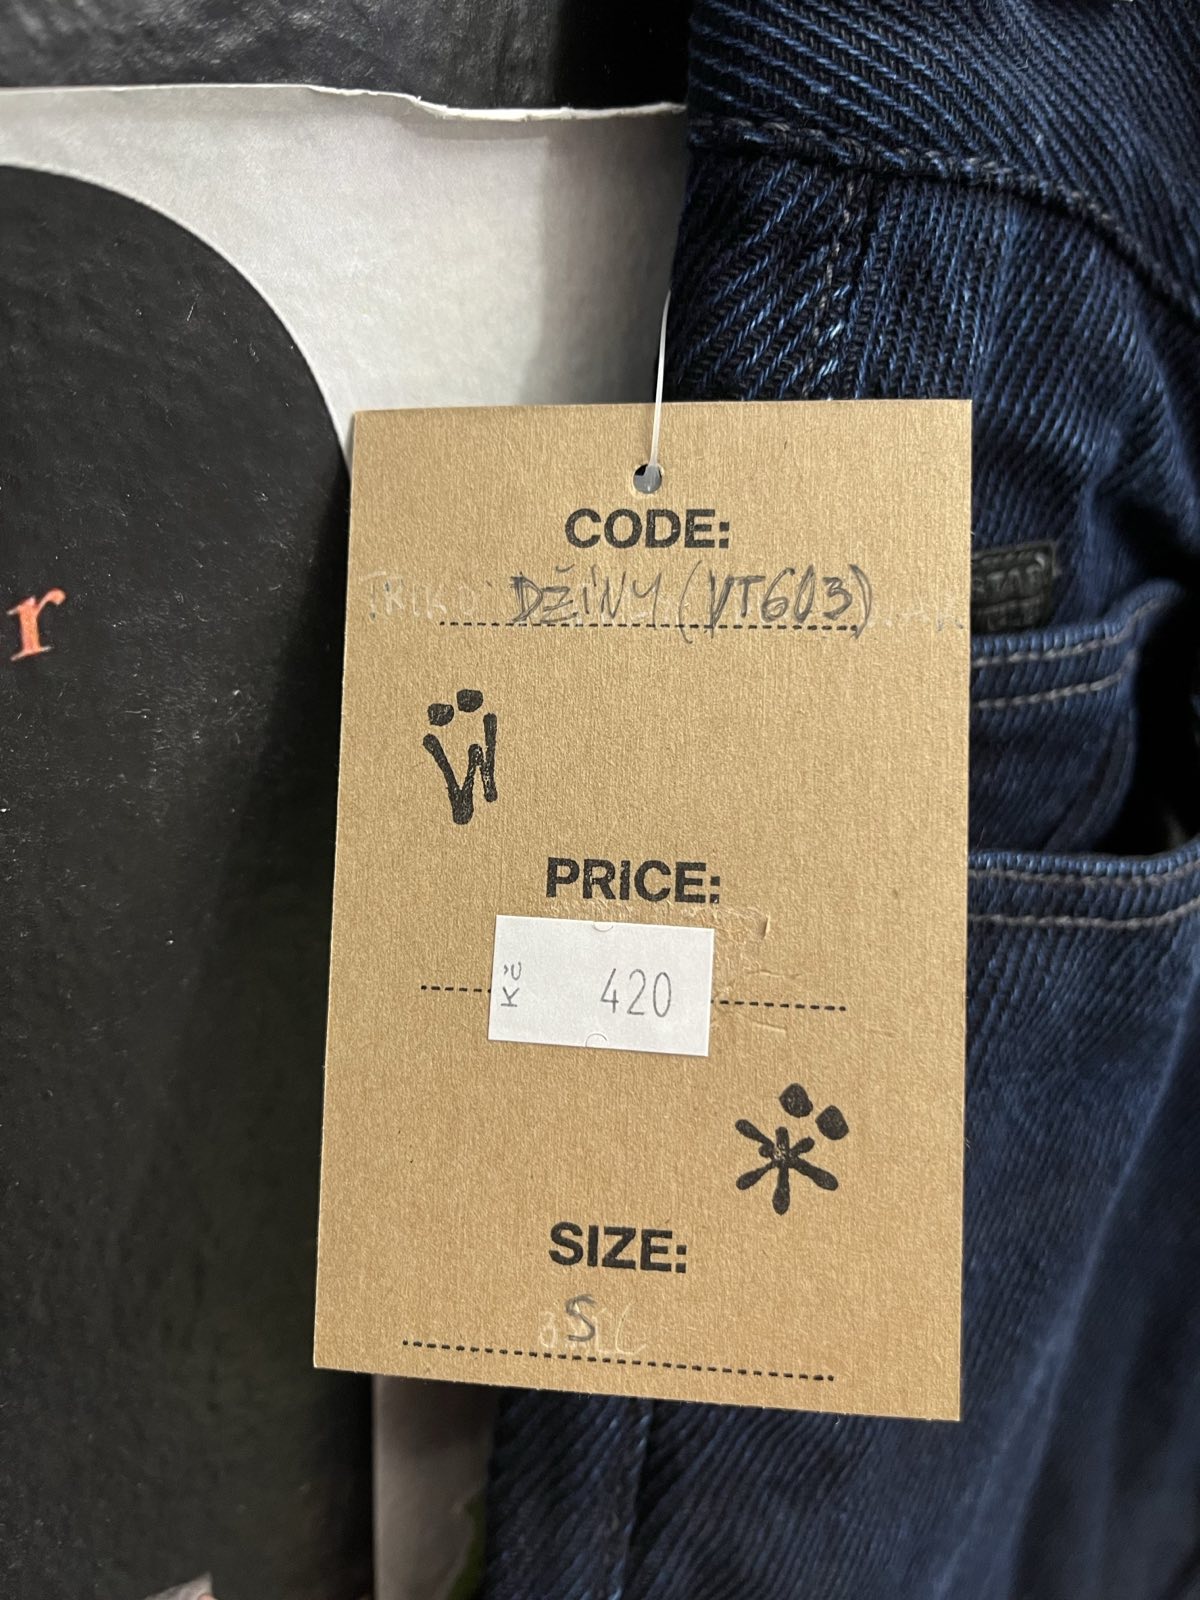 r
CODE:
DŽÍNY (VT603)
Ẅ
PRICE:
Kč 420
SIZE:
S